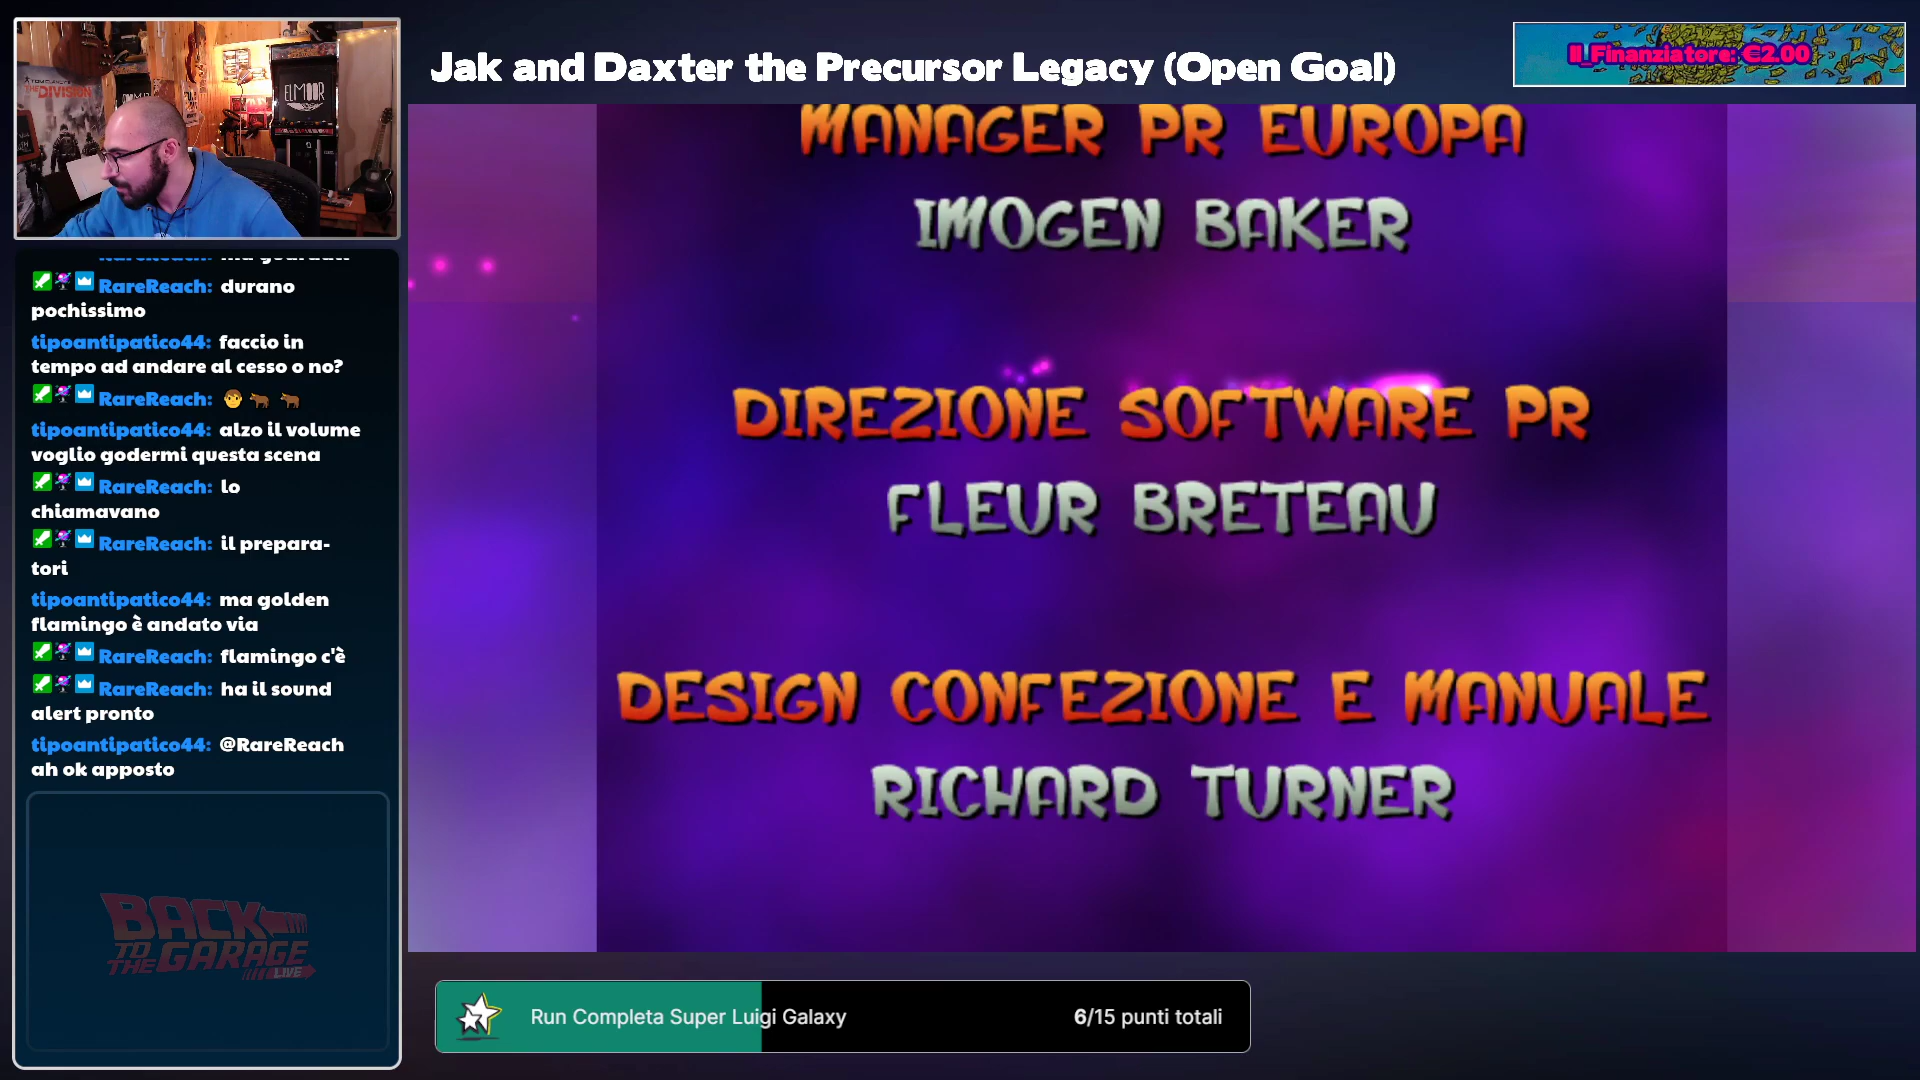 TOM CLANCY'S
THE DIVISION
ELMOOR
Jak and Daxter the Precursor Legacy (Open Goal)
Il_Finanziatore: €2.00
MANAGER PR EUROPA
IMOGEN BAKER
DIREZIONE SOFTWARE PR
FLEUR BRETEAU
DESIGN CONFEZIONE E MANUALE
RICHARD TURNER
RareReach: durano
pochissimo
tipoantipatico44: faccio in
tempo ad andare al cesso o no?
RareReach: 👨 🐂 🐂
tipoantipatico44: alzo il volume
voglio godermi questa scena
RareReach: lo
chiamavano
RareReach: il prepara-
tori
tipoantipatico44: ma golden
flamingo è andato via
RareReach: flamingo c'è
RareReach: ha il sound
alert pronto
tipoantipatico44: @RareReach
ah ok apposto
BACK
TO THE GARAGE
LIVE
Run Completa Super Luigi Galaxy
6/15 punti totali